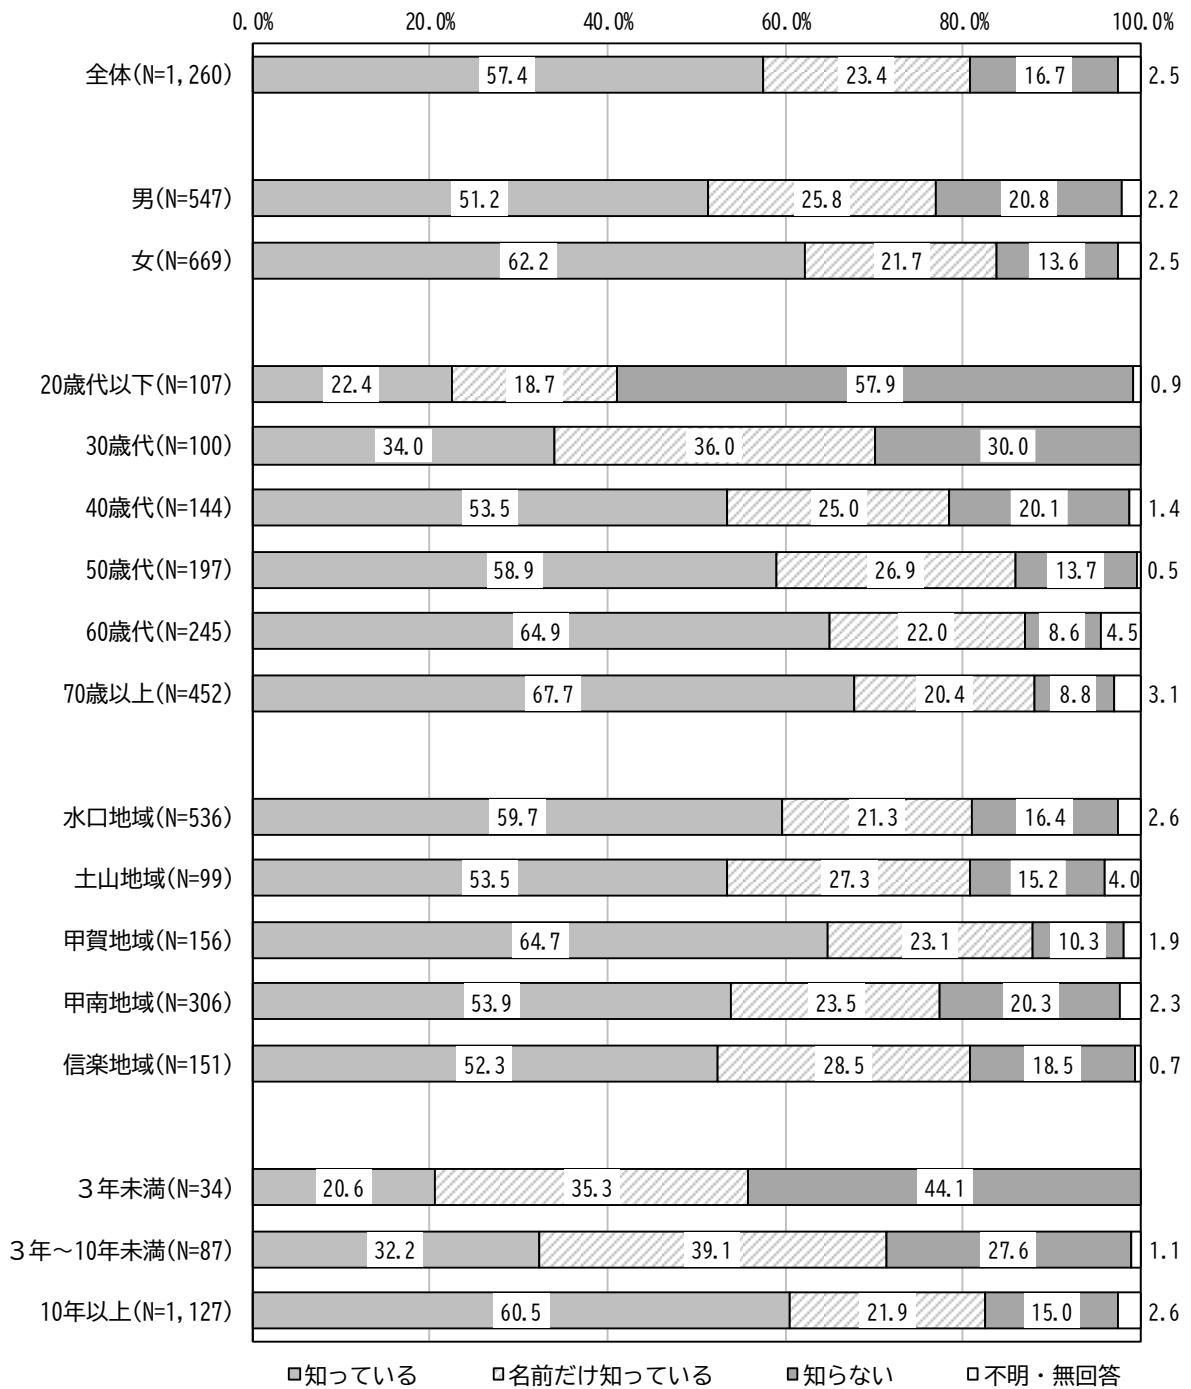 0.0% 20.0% 40.0% 60.0% 80.0% 100.0%
全体(N=1,260) 57.4 23.4 16.7 2.5
男(N=547) 51.2 25.8 20.8 2.2
女(N=669) 62.2 21.7 13.6 2.5
20歳代以下(N=107) 22.4 18.7 57.9 0.9
30歳代(N=100) 34.0 36.0 30.0
40歳代(N=144) 53.5 25.0 20.1 1.4
50歳代(N=197) 58.9 26.9 13.7 0.5
60歳代(N=245) 64.9 22.0 8.6 4.5
70歳以上(N=452) 67.7 20.4 8.8 3.1
水口地域(N=536) 59.7 21.3 16.4 2.6
土山地域(N=99) 53.5 27.3 15.2 4.0
甲賀地域(N=156) 64.7 23.1 10.3 1.9
甲南地域(N=306) 53.9 23.5 20.3 2.3
信楽地域(N=151) 52.3 28.5 18.5 0.7
３年未満(N=34) 20.6 35.3 44.1
３年～10年未満(N=87) 32.2 39.1 27.6 1.1
10年以上(N=1,127) 60.5 21.9 15.0 2.6
知っている 名前だけ知っている 知らない 不明・無回答